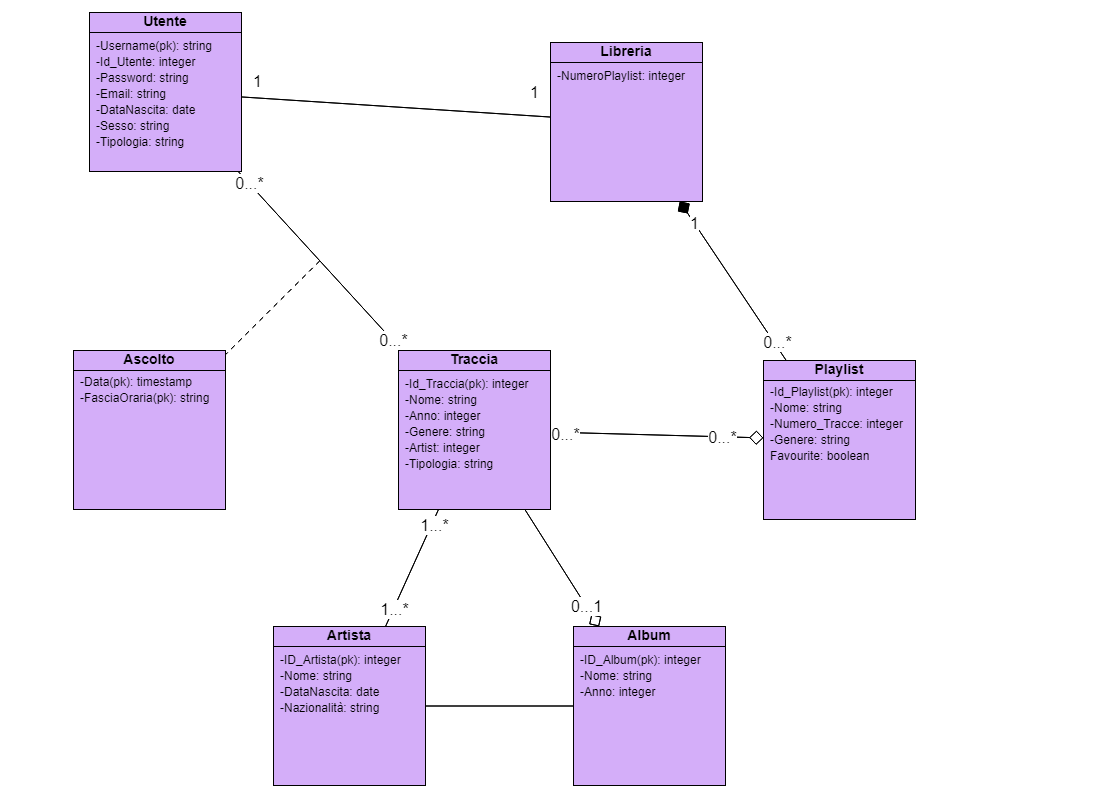 Utente
-Username(pk): string
-Id_Utente: integer
-Password: string
-Email: string
-DataNascita: date
-Sesso: string
-Tipologia: string
1
1
Libreria
-NumeroPlaylist: integer
0...*
1
0...*
0...*
Ascolto
-Data(pk): timestamp
-FasciaOraria(pk): string
Traccia
-Id_Traccia(pk): integer
-Nome: string
-Anno: integer
-Genere: string
-Artist: integer
-Tipologia: string
0...*
0...*
Playlist
-Id_Playlist(pk): integer
-Nome: string
-Numero_Tracce: integer
-Genere: string
Favourite: boolean
1...*
1...*
0...1
Artista
-ID_Artista(pk): integer
-Nome: string
-DataNascita: date
-Nazionalità: string
Album
-ID_Album(pk): integer
-Nome: string
-Anno: integer